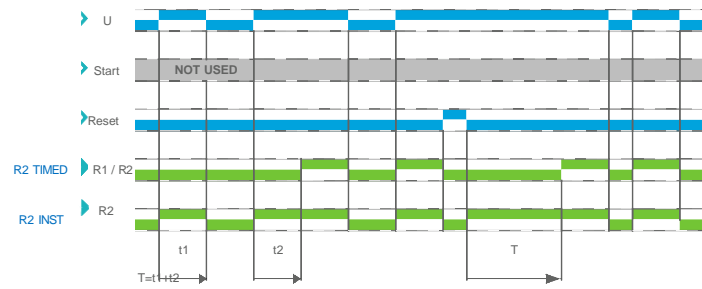 U
Start
NOT USED
Reset
R2 TIMED
R1 / R2
R2 INST
R2
t1
t2
T
T=t1+t2